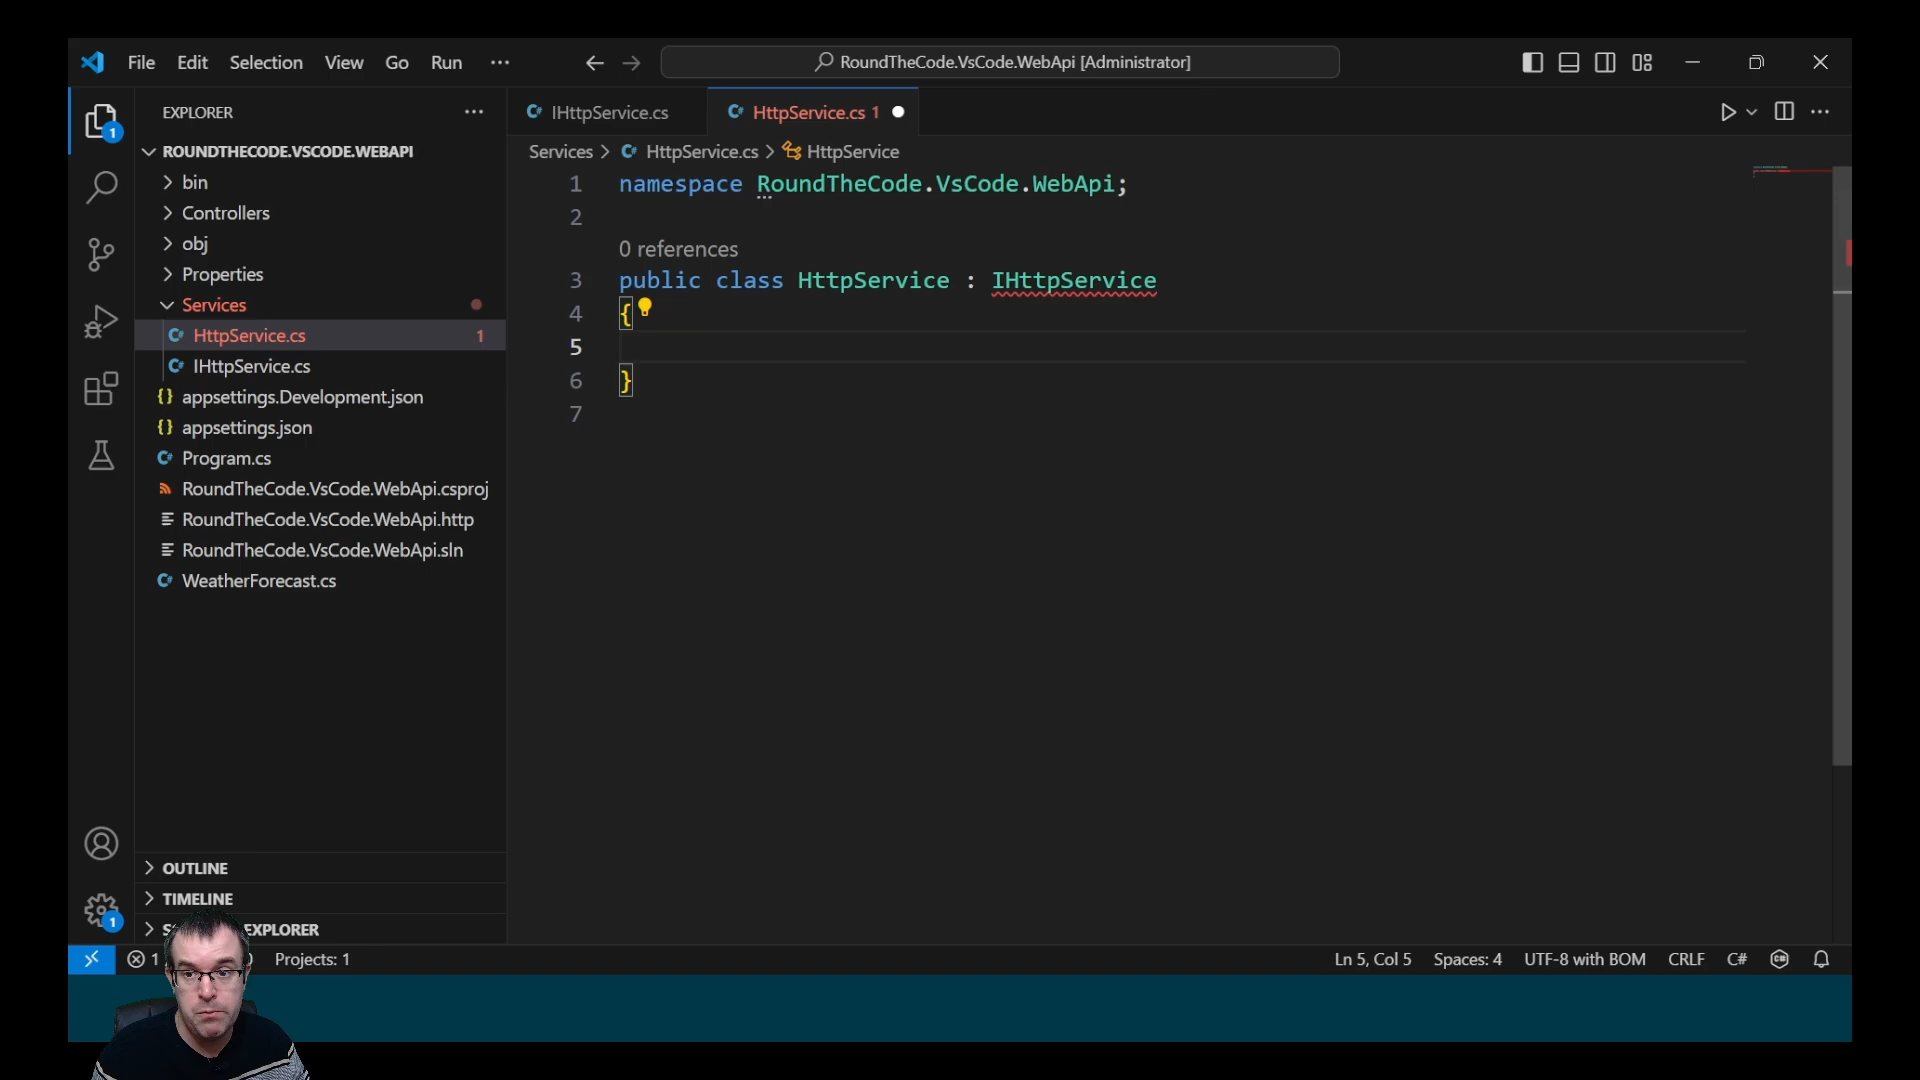 File Edit Selection View Go Run
RoundTheCode.VsCode.WebApi [Administrator]
EXPLORER
IHttpService.cs
HttpService.cs 1
1
ROUNDTHECODE.VSCODE.WEBAPI
bin
Controllers
obj
Properties
Services
HttpService.cs 1
IHttpService.cs
appsettings.Development.json
appsettings.json
Program.cs
RoundTheCode.VsCode.WebApi.csproj
RoundTheCode.VsCode.WebApi.http
RoundTheCode.VsCode.WebApi.sln
WeatherForecast.cs
OUTLINE
TIMELINE
EXPLORER
1
Services > HttpService.cs > HttpService
1 namespace RoundTheCode.VsCode.WebApi;
2
0 references
3 public class HttpService : IHttpService
4 {
5
6 }
7
1
Projects: 1
Ln 5, Col 5 Spaces: 4 UTF-8 with BOM CRLF C#